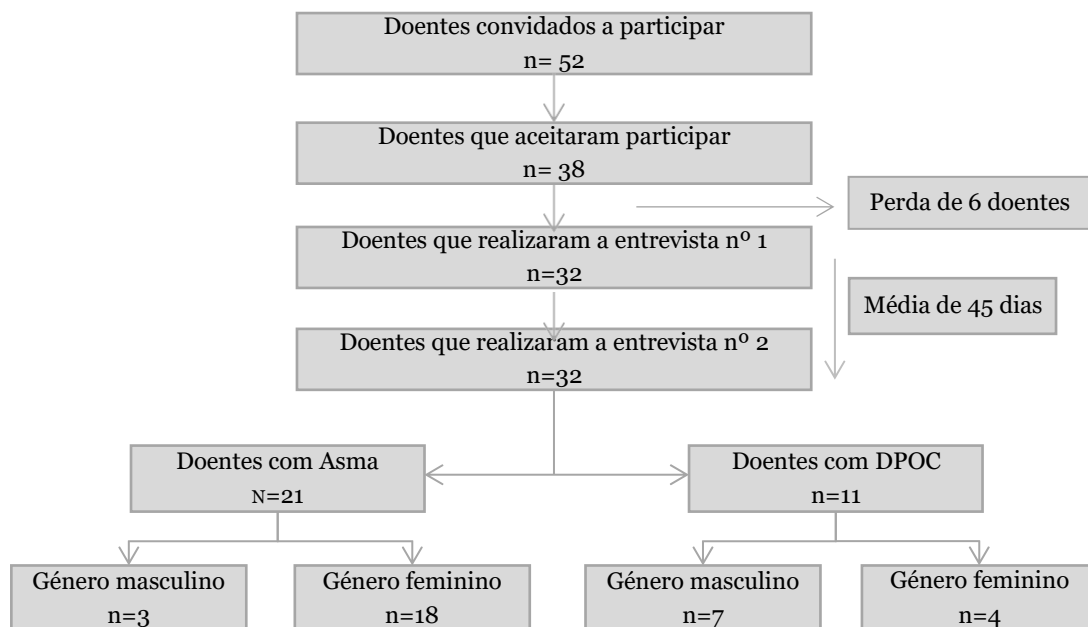 Doentes convidados a participar
n= 52
Doentes que aceitaram participar
n= 38
Perda de 6 doentes
Doentes que realizaram a entrevista nº 1
n=32
Média de 45 dias
Doentes que realizaram a entrevista nº 2
n=32
Doentes com Asma
N=21
Doentes com DPOC
n=11
Género masculino
n=3
Género feminino
n=18
Género masculino
n=7
Género feminino
n=4